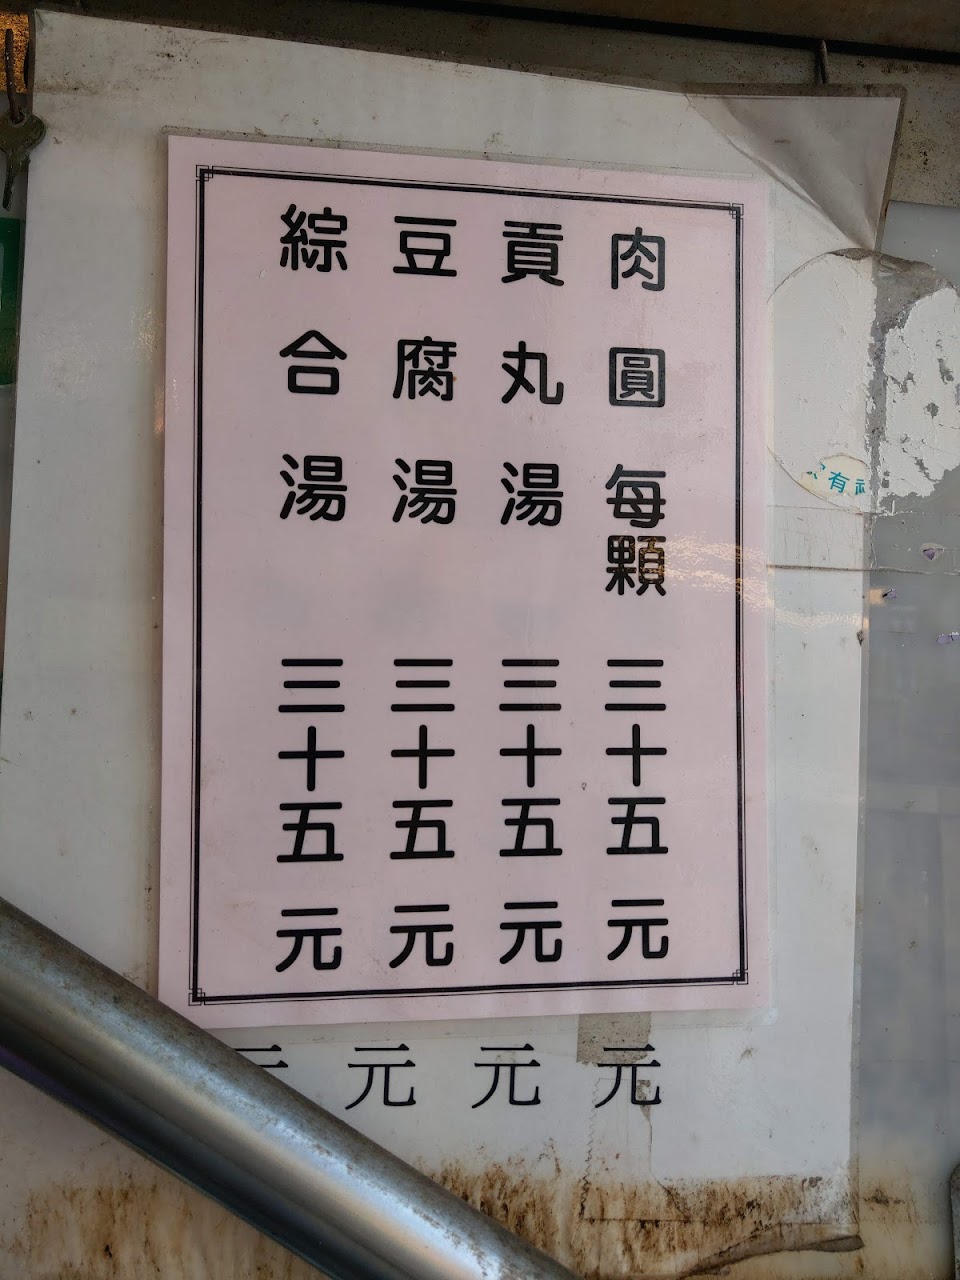 肉圓每顆三十五元
貢丸湯三十五元
豆腐湯三十五元
綜合湯三十五元
元
元
元
有